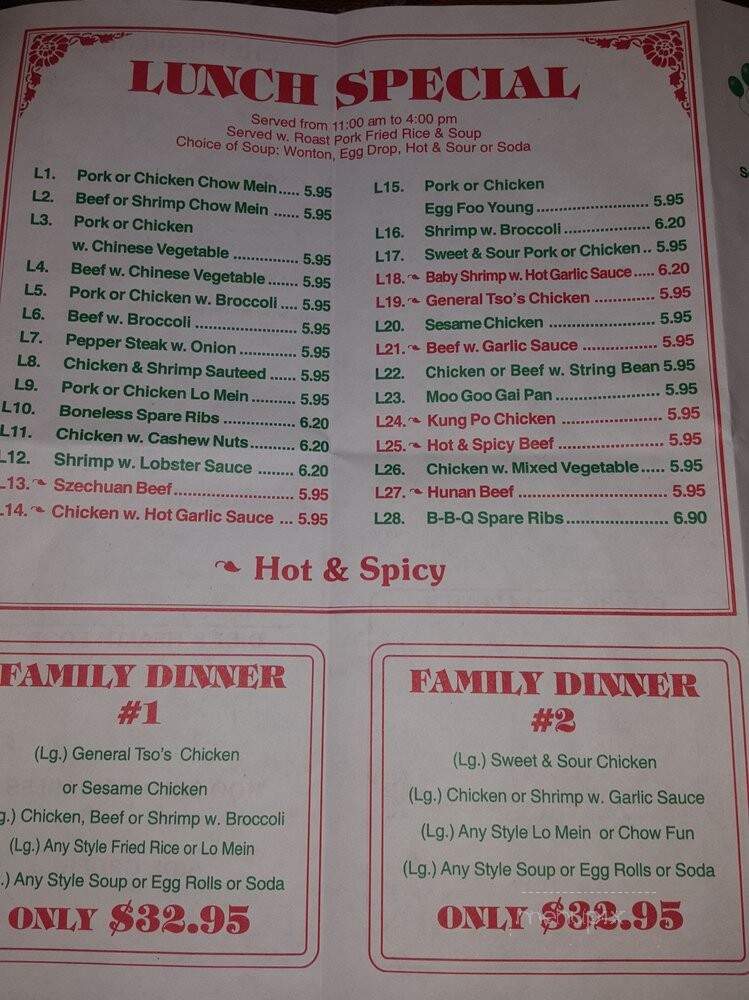 LUNCH SPECIAL
Served from 11:00 am to 4:00 pm
Served w. Roast Pork Fried Rice & Soup
Choice of Soup: Wonton, Egg Drop, Hot & Sour or Soda
L1. Pork or Chicken Chow Mein..... 5.95
L2. Beef or Shrimp Chow Mein ...... 5.95
L3. Pork or Chicken
w. Chinese Vegetable .............. 5.95
L4. Beef w. Chinese Vegetable....... 5.95
L5. Pork or Chicken w. Broccoli .... 5.95
L6. Beef w. Broccoli ...................... 5.95
L7. Pepper Steak w. Onion............. 5.95
L8. Chicken & Shrimp Sauteed ...... 5.95
L9. Pork or Chicken Lo Mein.......... 5.95
L10. Boneless Spare Ribs ................ 6.20
L11. Chicken w. Cashew Nuts.......... 6.20
L12. Shrimp w. Lobster Sauce ....... 6.20
L13. Szechuan Beef........................ 5.95
L14. Chicken w. Hot Garlic Sauce ... 5.95
L15. Pork or Chicken
Egg Foo Young....................... 5.95
L16. Shrimp w. Broccoli................. 6.20
L17. Sweet & Sour Pork or Chicken.. 5.95
L18. Baby Shrimp w. Hot Garlic Sauce ..... 6.20
L19. General Tso's Chicken ............ 5.95
L20. Sesame Chicken .................... 5.95
L21. Beef w. Garlic Sauce ............... 5.95
L22. Chicken or Beef w. String Bean 5.95
L23. Moo Goo Gai Pan.................... 5.95
L24. Kung Po Chicken ................... 5.95
L25. Hot & Spicy Beef .................... 5.95
L26. Chicken w. Mixed Vegetable..... 5.95
L27. Hunan Beef ........................... 5.95
L28. B-B-Q Spare Ribs.................... 6.90
Hot & Spicy
FAMILY DINNER
#1
(Lg.) General Tso's Chicken
or Sesame Chicken
g.) Chicken, Beef or Shrimp w. Broccoli
(Lg.) Any Style Fried Rice or Lo Mein
.) Any Style Soup or Egg Rolls or Soda
ONLY $32.95
FAMILY DINNER
#2
(Lg.) Sweet & Sour Chicken
(Lg.) Chicken or Shrimp w. Garlic Sauce
(Lg.) Any Style Lo Mein or Chow Fun
(Lg.) Any Style Soup or Egg Rolls or Soda
ONLY $32.95
menupix